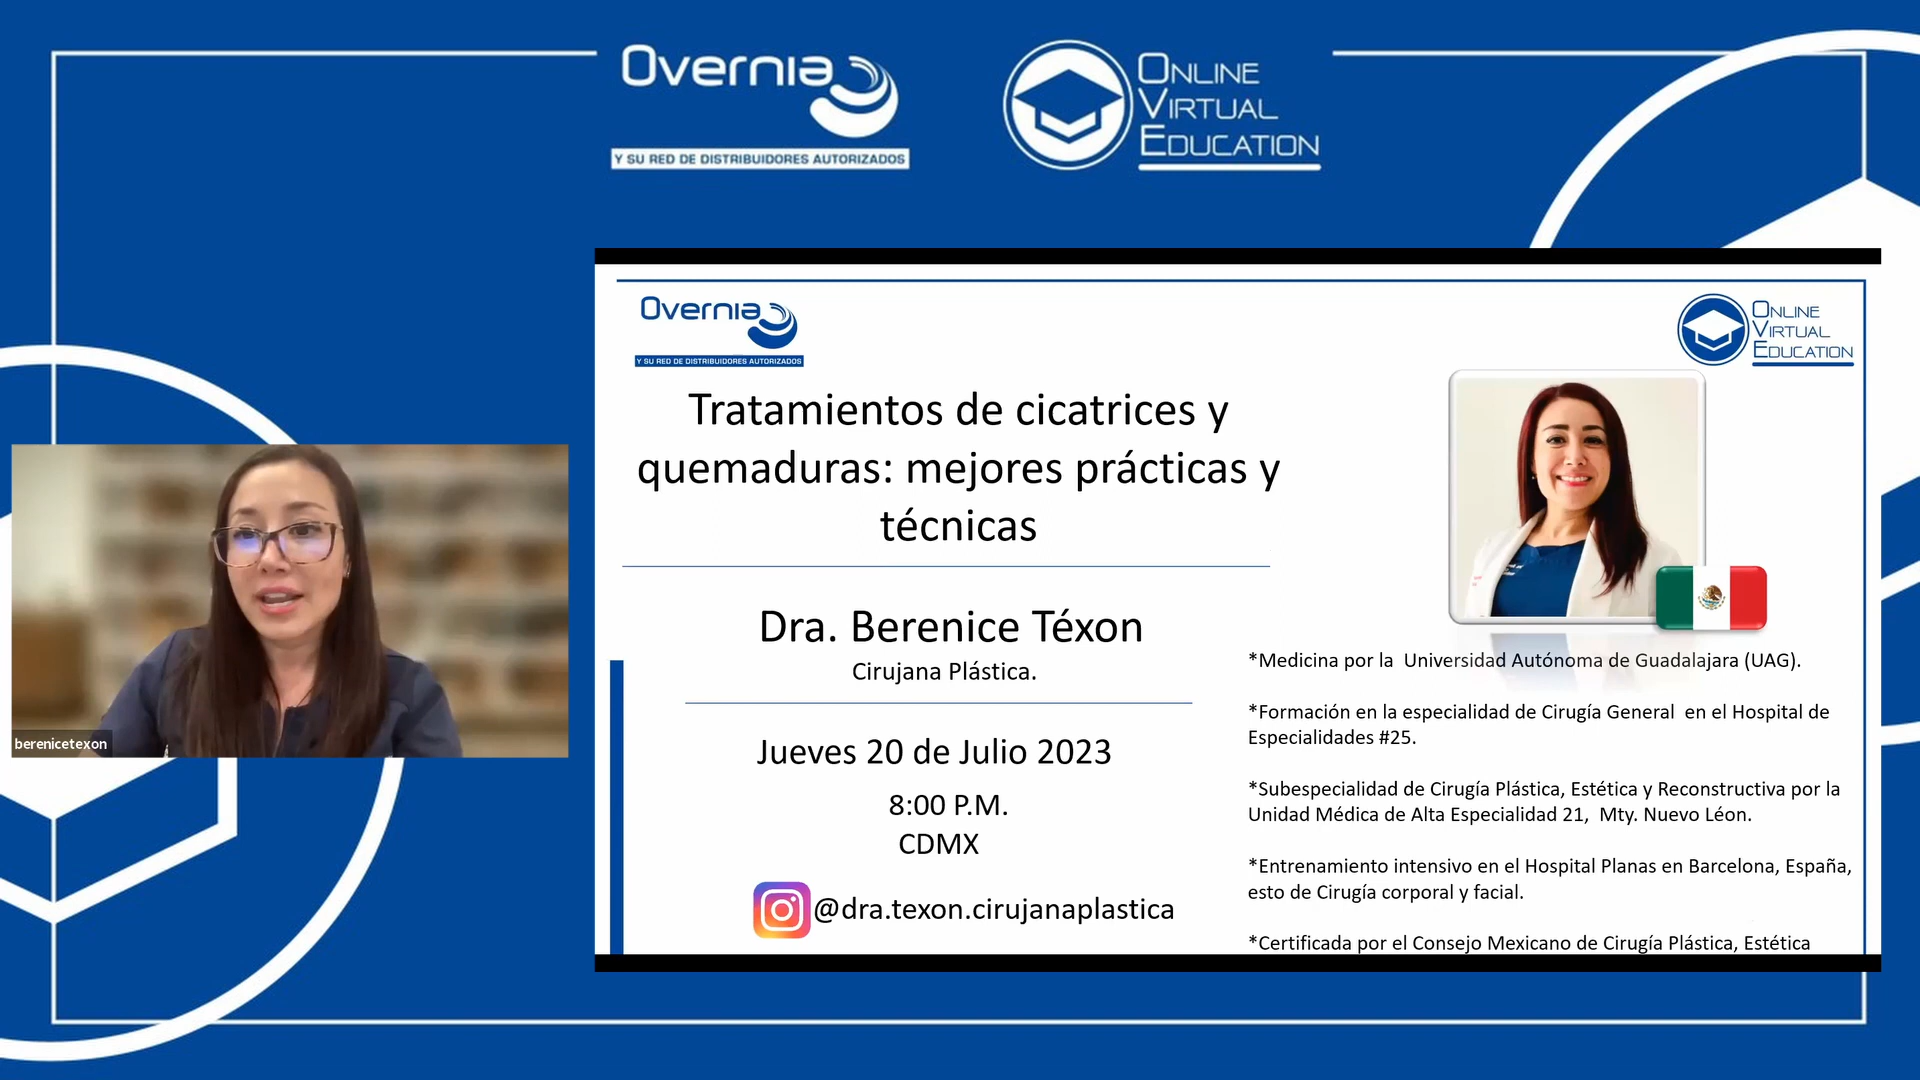 Overnia
Y SU RED DE DISTRIBUIDORES AUTORIZADOS
ONLINE
VIRTUAL
EDUCATION
Overnia
Y SU RED DE DISTRIBUIDORES AUTORIZADOS
ONLINE
VIRTUAL
EDUCATION
Tratamientos de cicatrices y
quemaduras: mejores prácticas y
técnicas
Dra. Berenice Téxon
Cirujana Plástica.
Jueves 20 de Julio 2023
8:00 P.M.
CDMX
@dra.texon.cirujanaplastica
*Medicina por la Universidad Autónoma de Guadalajara (UAG).
*Formación en la especialidad de Cirugía General en el Hospital de
Especialidades #25.
*Subespecialidad de Cirugía Plástica, Estética y Reconstructiva por la
Unidad Médica de Alta Especialidad 21, Mty. Nuevo Léon.
*Entrenamiento intensivo en el Hospital Planas en Barcelona, España,
esto de Cirugía corporal y facial.
*Certificada por el Consejo Mexicano de Cirugía Plástica, Estética
berenicetexon